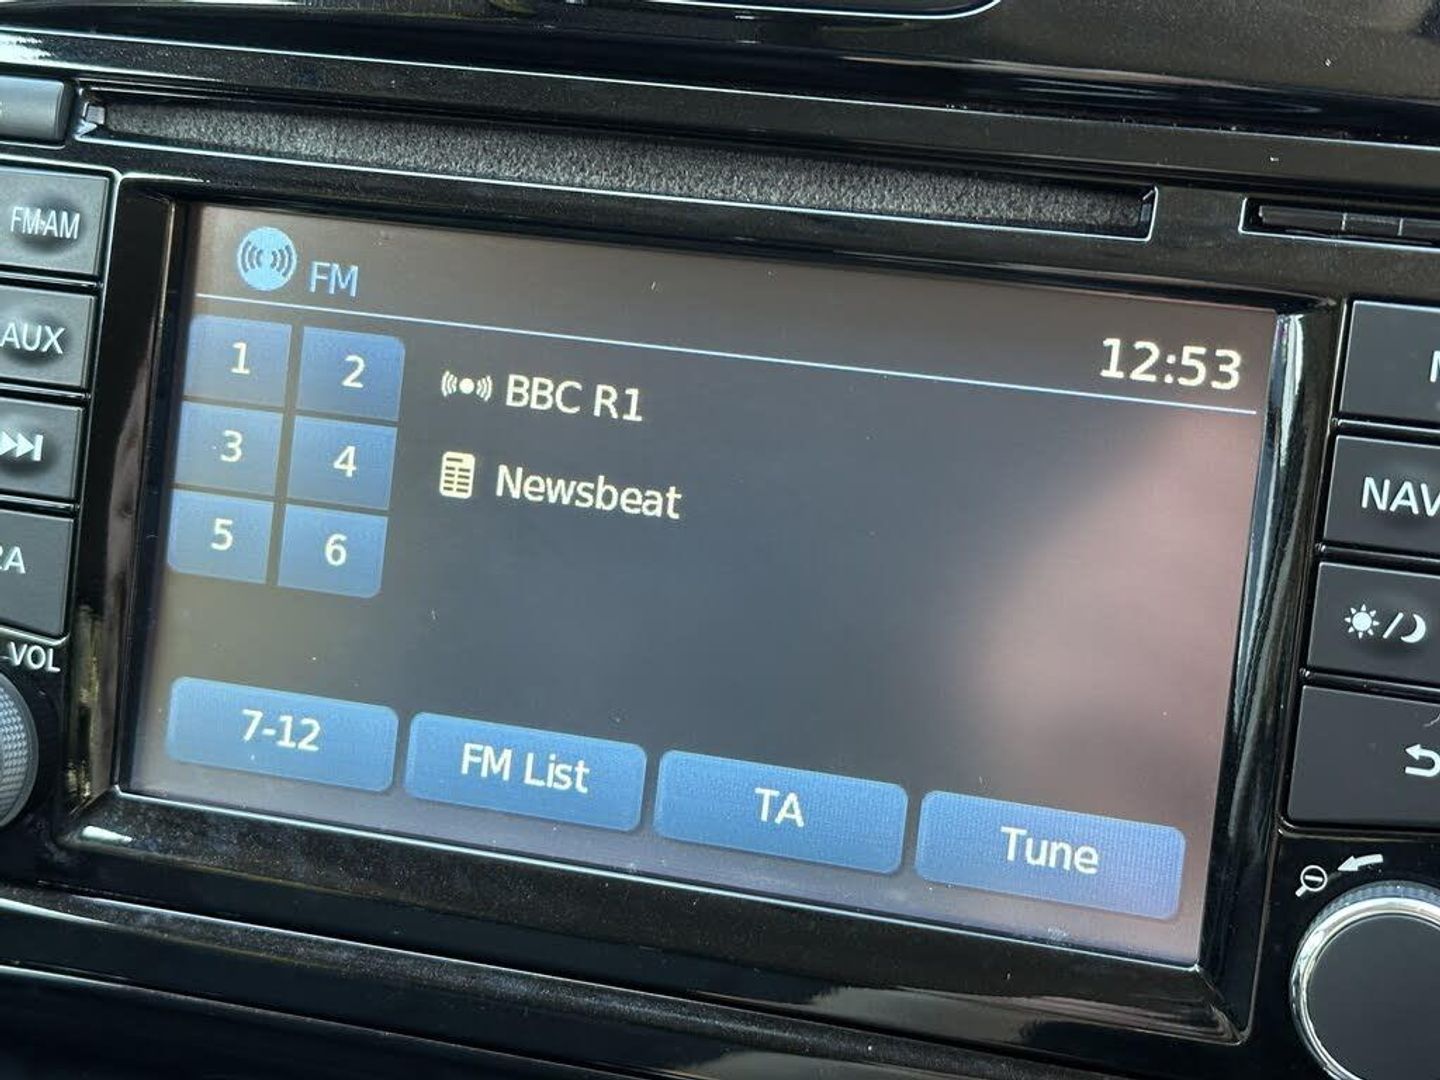 FM·AM
AUX
VOL
FM
12:53
1 2
3 4
5 6
BBC R1
Newsbeat
7-12
FM List
TA
Tune
NAV